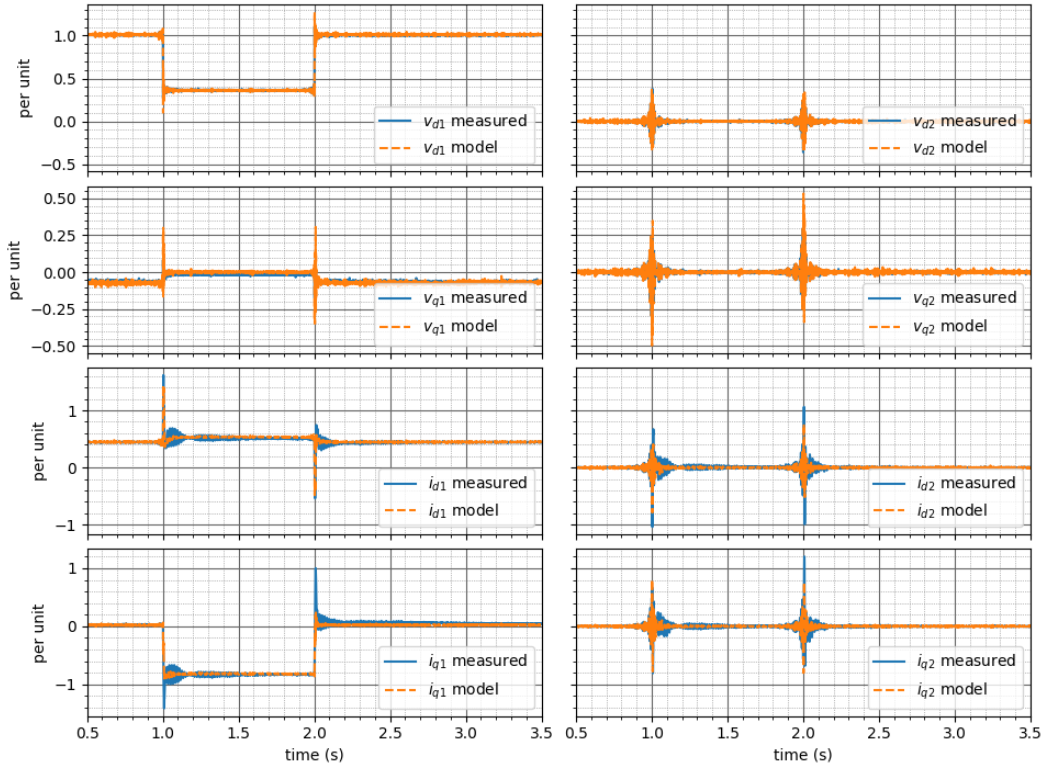 1.0
0.5
0.0
−0.5
per unit
v_d1 measured
v_d1 model
v_d2 measured
v_d2 model
0.50
0.25
0.00
−0.25
−0.50
per unit
v_q1 measured
v_q1 model
v_q2 measured
v_q2 model
1
0
−1
per unit
i_d1 measured
i_d1 model
i_d2 measured
i_d2 model
1
0
−1
per unit
i_q1 measured
i_q1 model
i_q2 measured
i_q2 model
0.5 1.0 1.5 2.0 2.5 3.0 3.5
time (s)
0.5 1.0 1.5 2.0 2.5 3.0 3.5
time (s)